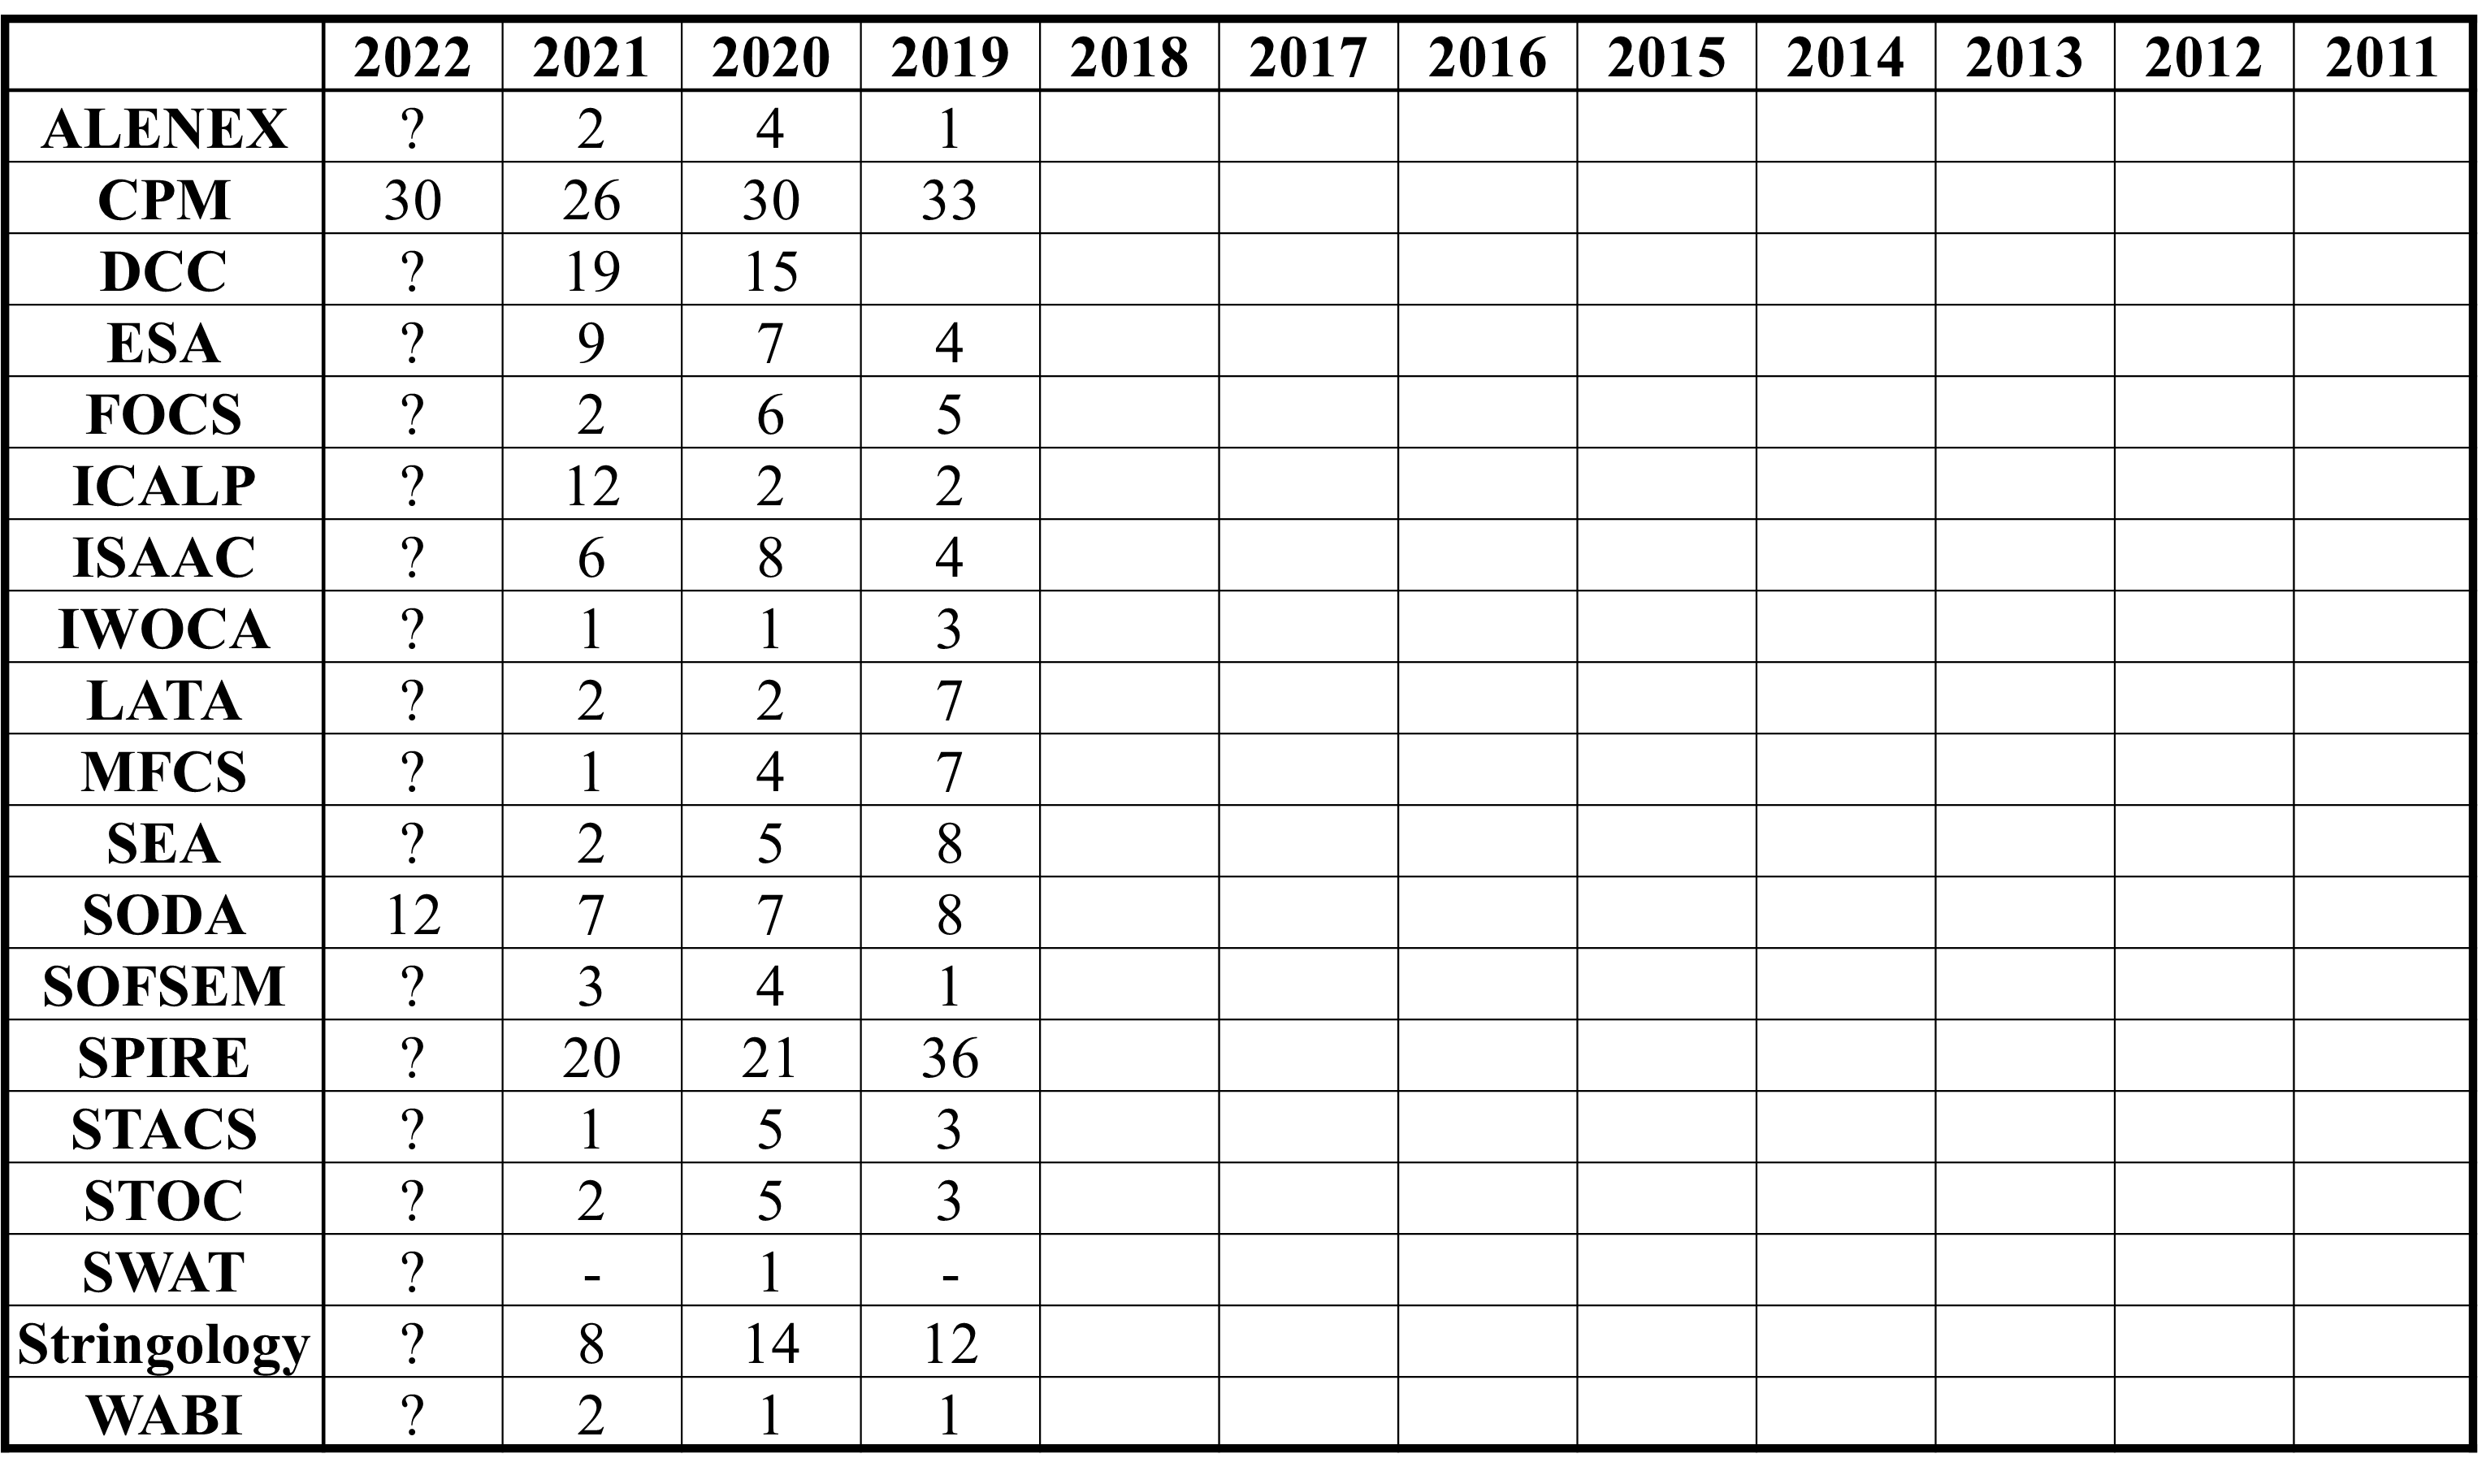 2022 2021 2020 2019 2018 2017 2016 2015 2014 2013 2012 2011
ALENEX ? 2 4 1
CPM 30 26 30 33
DCC ? 19 15
ESA ? 9 7 4
FOCS ? 2 6 5
ICALP ? 12 2 2
ISAAC ? 6 8 4
IWOCA ? 1 1 3
LATA ? 2 2 7
MFCS ? 1 4 7
SEA ? 2 5 8
SODA 12 7 7 8
SOFSEM ? 3 4 1
SPIRE ? 20 21 36
STACS ? 1 5 3
STOC ? 2 5 3
SWAT ? - 1 -
Stringology ? 8 14 12
WABI ? 2 1 1